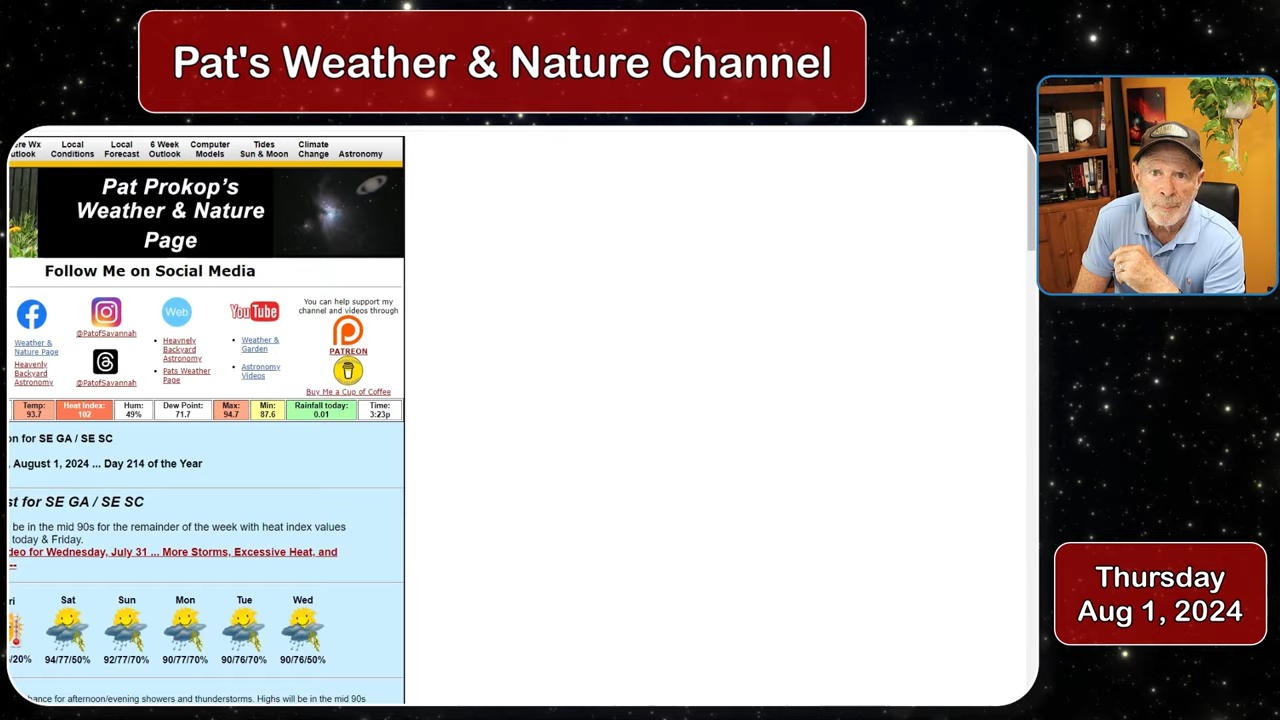 Pat's Weather & Nature Channel
Local Conditions
Local Forecast
6 Week Outlook
Computer Models
Tides Sun & Moon
Climate Change
Astronomy
Pat Prokop's
Weather & Nature
Page
Follow Me on Social Media
Weather & Nature Page
Heavenly Backyard Astronomy
@PatofSavannah
@PatofSavannah
Web
Heavnely Backyard Astronomy
Pats Weather Page
YouTube
Weather & Garden
Astronomy Videos
You can help support my
channel and videos through
PATREON
Buy Me a Cup of Coffee
Temp: 93.7
Heat Index: 102
Hum: 49%
Dew Point: 71.7
Max: 94.7
Min: 87.6
Rainfall today: 0.01
Time: 3:23p
on for SE GA / SE SC
, August 1, 2024 ... Day 214 of the Year
st for SE GA / SE SC
be in the mid 90s for the remainder of the week with heat index values
today & Friday.
deo for Wednesday, July 31 ... More Storms, Excessive Heat, and
--
ri Sat Sun Mon Tue Wed
/20% 94/77/50% 92/77/70% 90/77/70% 90/76/70% 90/76/50%
hance for afternoon/evening showers and thunderstorms. Highs will be in the mid 90s
Thursday
Aug 1, 2024